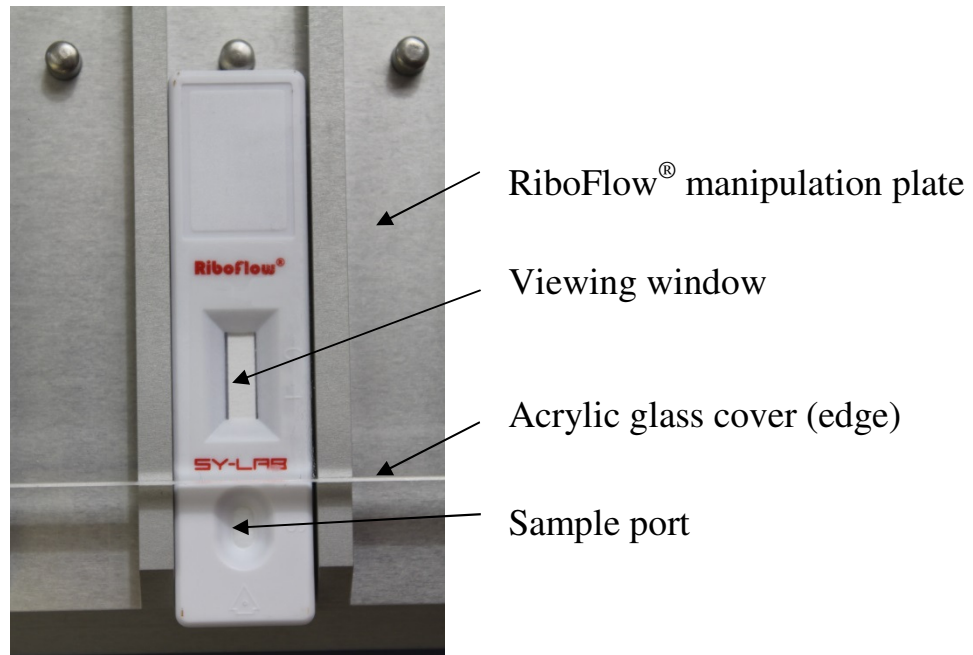 RiboFlow® manipulation plate
Riboflow®
Viewing window
Acrylic glass cover (edge)
SY-LAB
Sample port